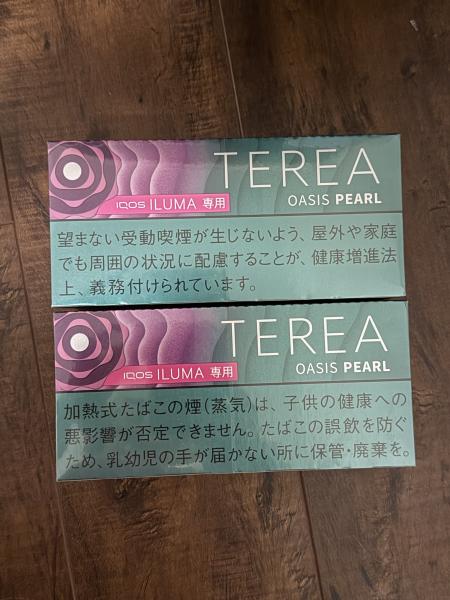 TEREA
IQOS ILUMA 専用
OASIS PEARL
望まない受動喫煙が生じないよう、屋外や家庭
でも周囲の状況に配慮することが、健康増進法
上、義務付けられています。
TEREA
IQOS ILUMA 専用
OASIS PEARL
加熱式たばこの煙(蒸気)は、子供の健康への
悪影響が否定できません。たばこの誤飲を防ぐ
ため、乳幼児の手が届かない所に保管・廃棄を。